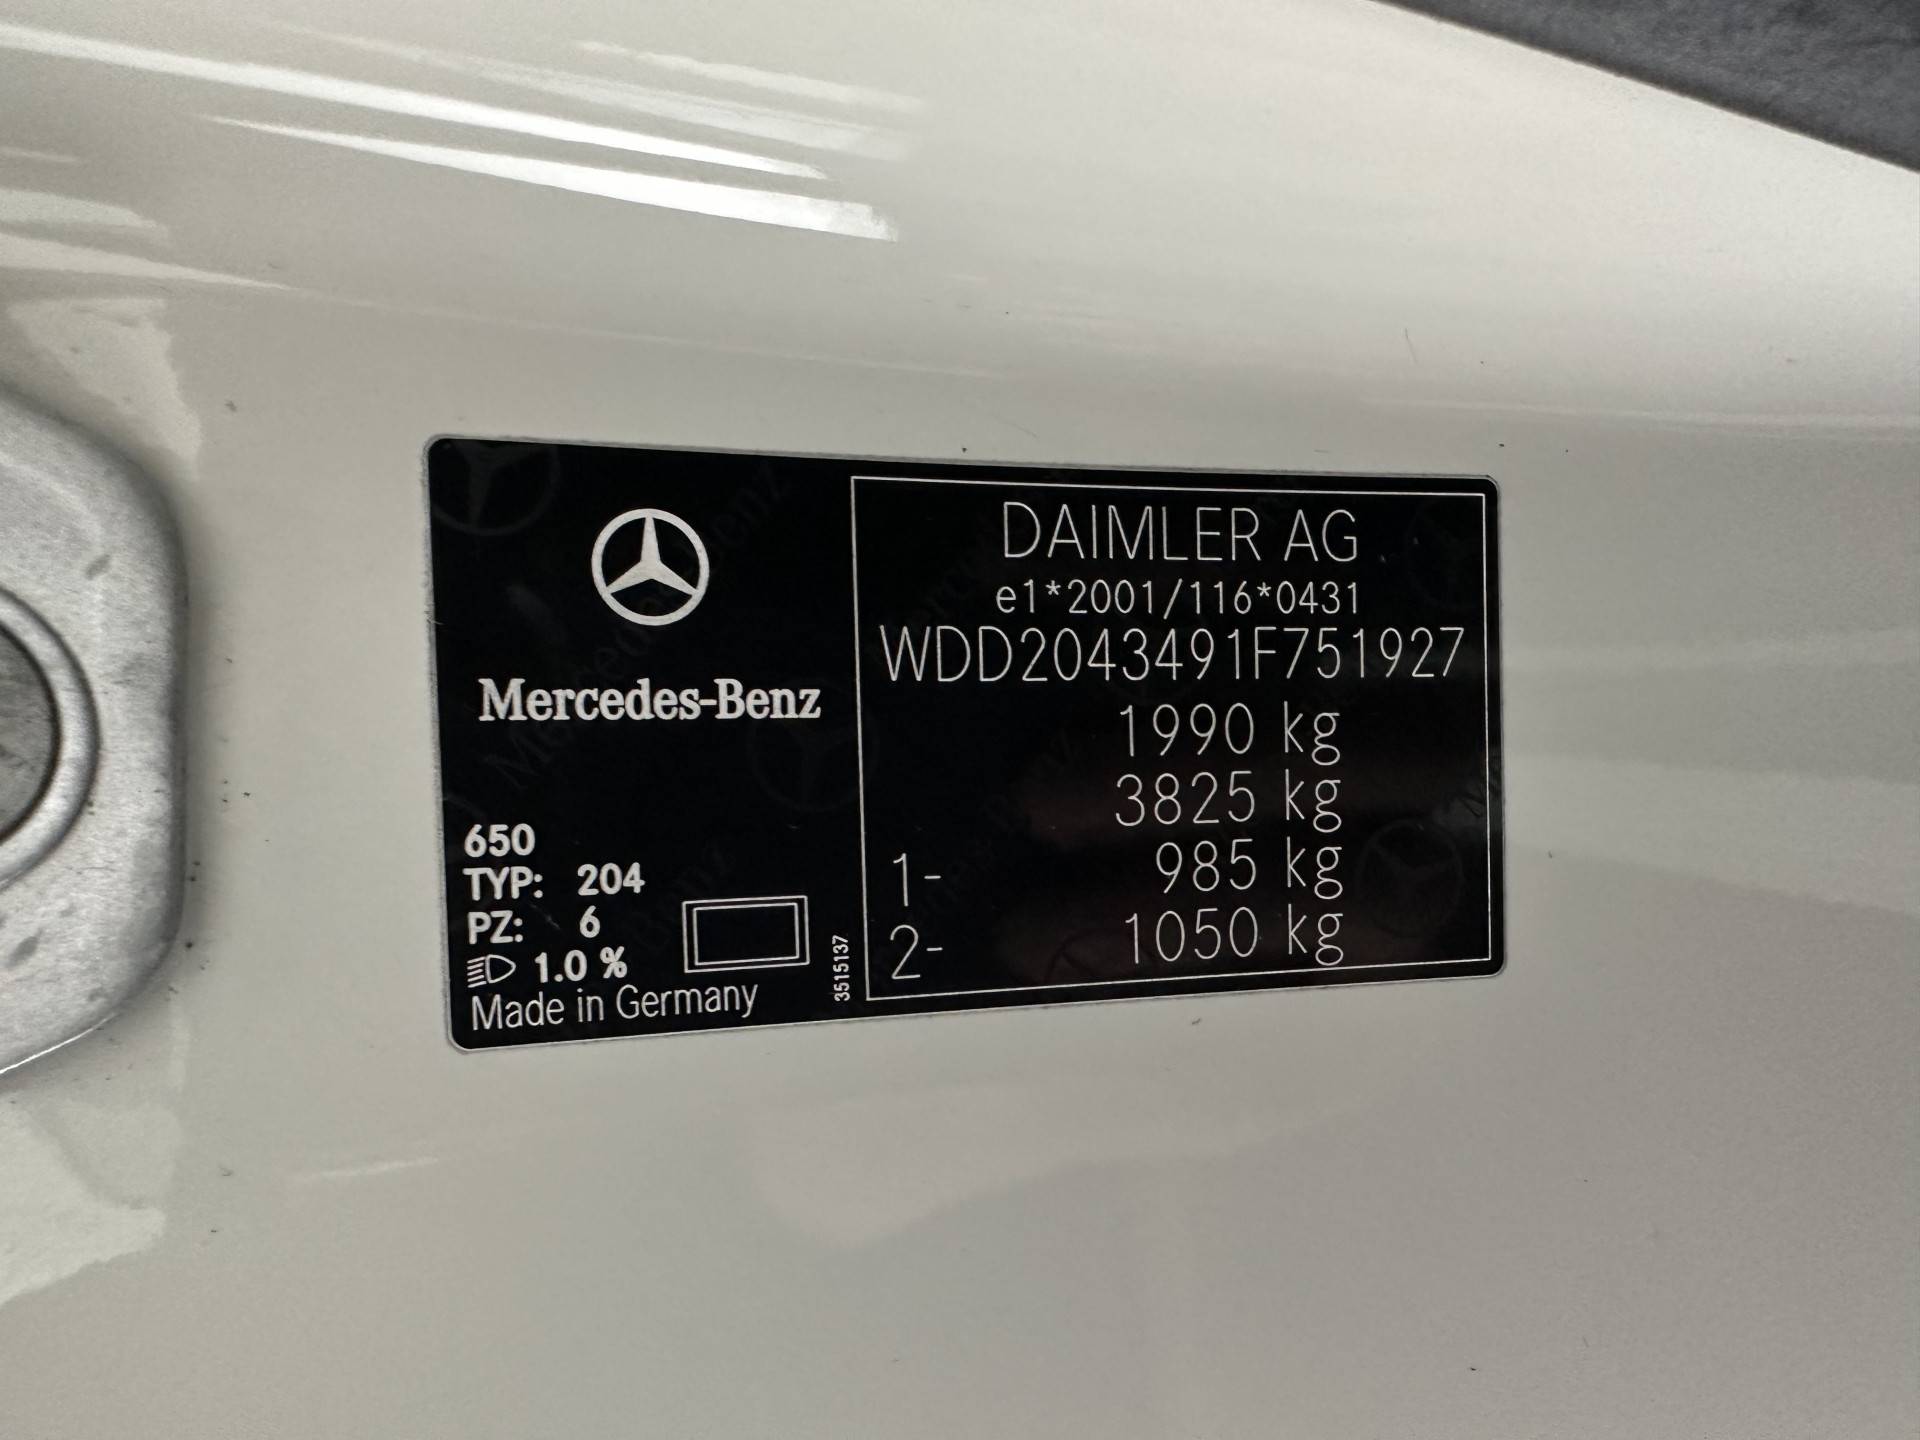 Mercedes-Benz
650
TYP: 204
PZ: 6
1.0 %
Made in Germany
3515137
DAIMLER AG
e1*2001/116*0431
WDD2043491F751927
1990 kg
3825 kg
1- 985 kg
2- 1050 kg